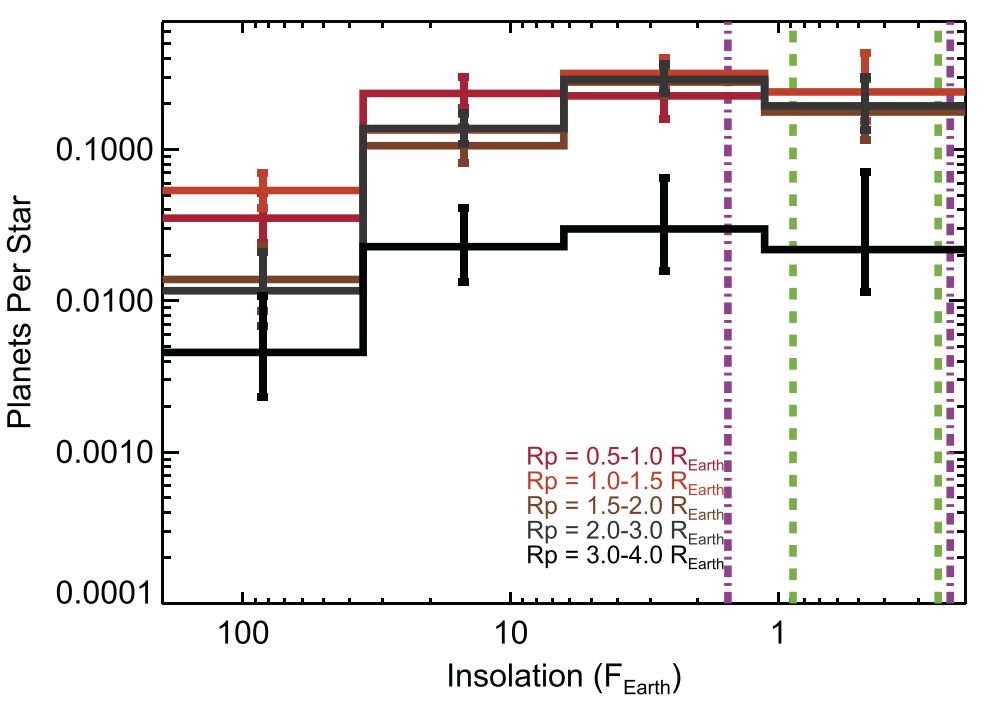 Planets Per Star
0.1000
0.0100
0.0010
0.0001
Rp = 0.5-1.0 REarth
Rp = 1.0-1.5 REarth
Rp = 1.5-2.0 REarth
Rp = 2.0-3.0 REarth
Rp = 3.0-4.0 REarth
100 10 1
Insolation (FEarth)